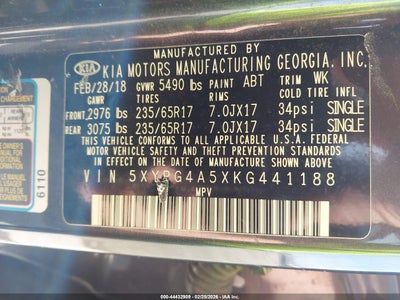 MANUFACTURED BY
KIA KIA MOTORS MANUFACTURING GEORGIA, INC.
FEB/28/18 GVWR 5490 lbs PAINT ABT TRIM WK
GAWR TIRES RIMS COLD TIRE INFL
FRONT 2976 lbs 235/65R17 7.0JX17 34psi SINGLE
REAR 3075 lbs 235/65R17 7.0JX17 34psi SINGLE
THIS VEHICLE CONFORMS TO ALL APPLICABLE U.S.A. FEDERAL
MOTOR VEHICLE SAFETY AND THEFT PREVENTION STANDARDS IN
EFFECT ON THE DATE OF MANUFACTURE SHOWN ABOVE.
VIN 5XYPG4A5XKG441188
MPV
6110
000-44432909 - 02/29/2026 - IAA Inc.